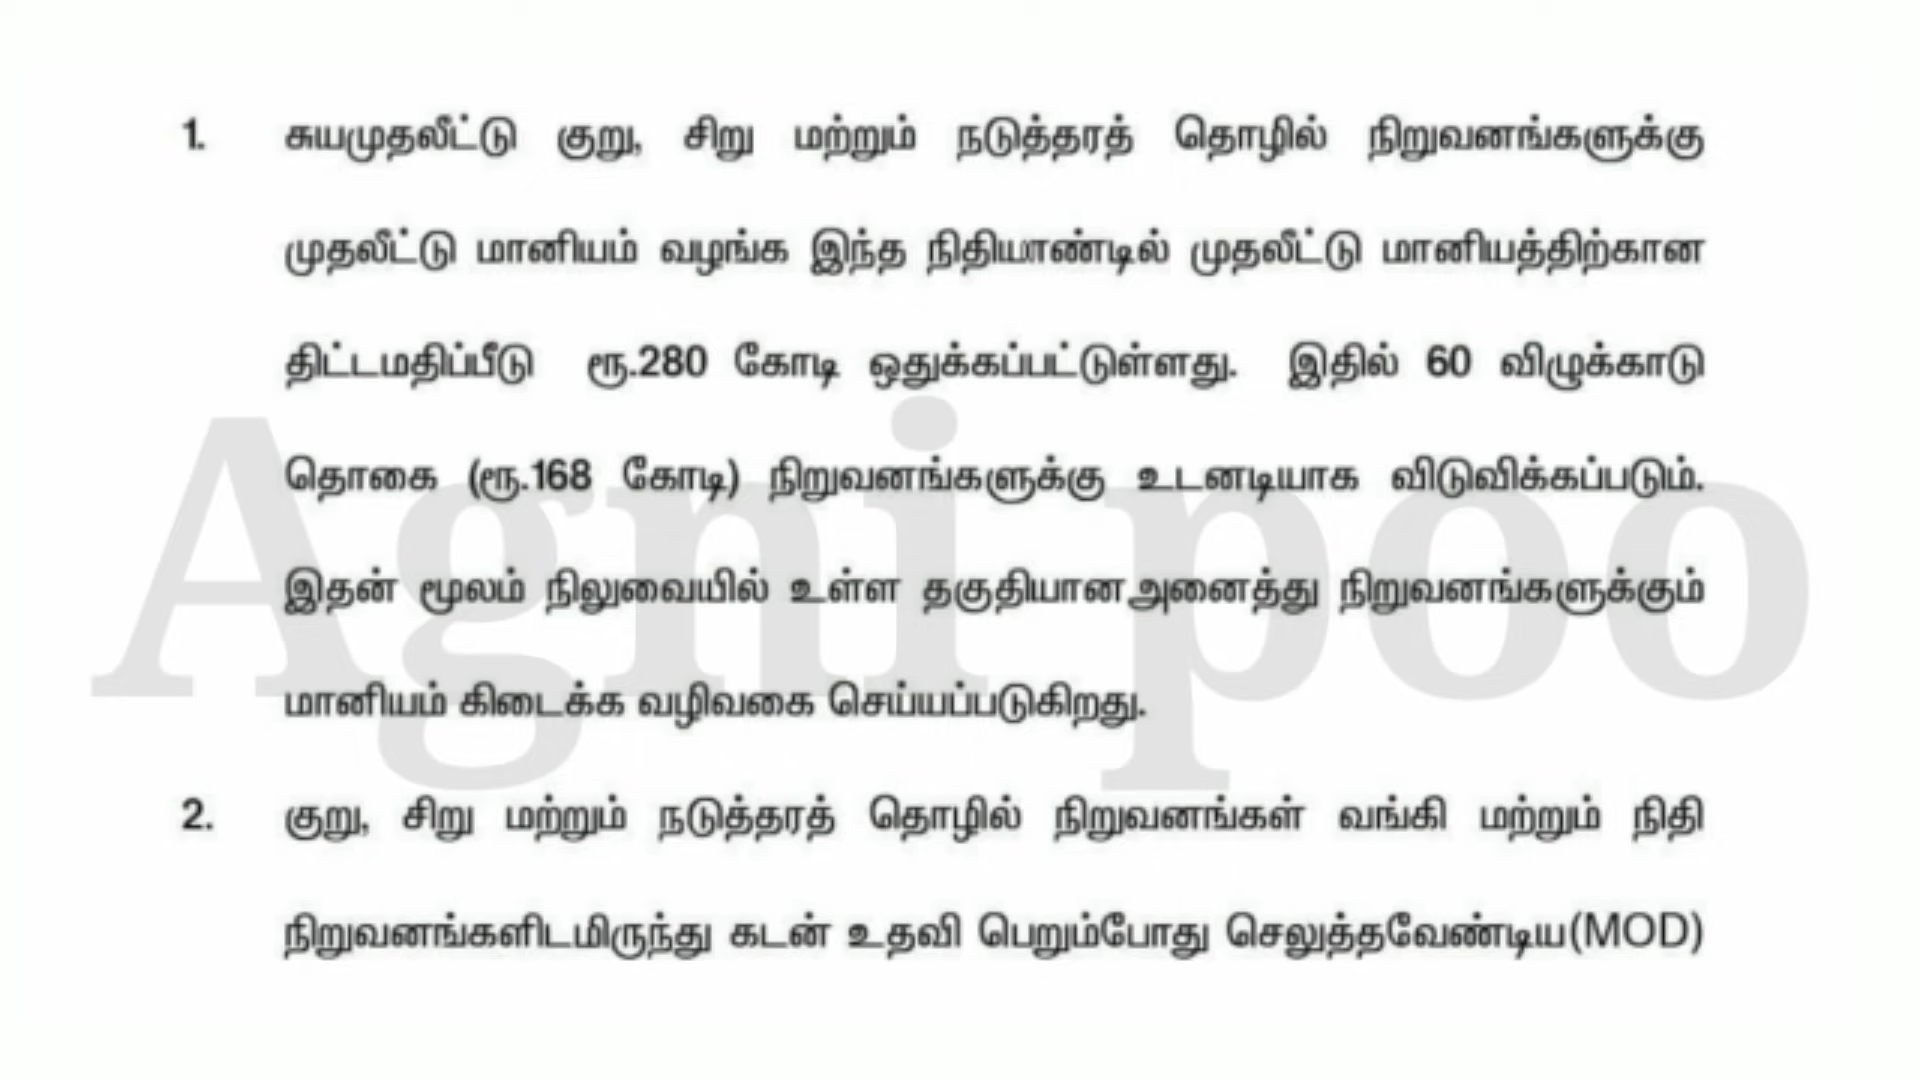 1. சுயமுதலீட்டு குறு, சிறு மற்றும் நடுத்தரத் தொழில் நிறுவனங்களுக்கு
முதலீட்டு மானியம் வழங்க இந்த நிதியாண்டில் முதலீட்டு மானியத்திற்கான
திட்டமதிப்பீடு ரூ.280 கோடி ஒதுக்கப்பட்டுள்ளது. இதில் 60 விழுக்காடு
தொகை (ரூ.168 கோடி) நிறுவனங்களுக்கு உடனடியாக விடுவிக்கப்படும்.
Agni poo
இதன் மூலம் நிலுவையில் உள்ள தகுதியான அனைத்து நிறுவனங்களுக்கும்
மானியம் கிடைக்க வழிவகை செய்யப்படுகிறது.
2. குறு, சிறு மற்றும் நடுத்தரத் தொழில் நிறுவனங்கள் வங்கி மற்றும் நிதி
நிறுவனங்களிடமிருந்து கடன் உதவி பெறும்போது செலுத்தவேண்டிய(MOD)